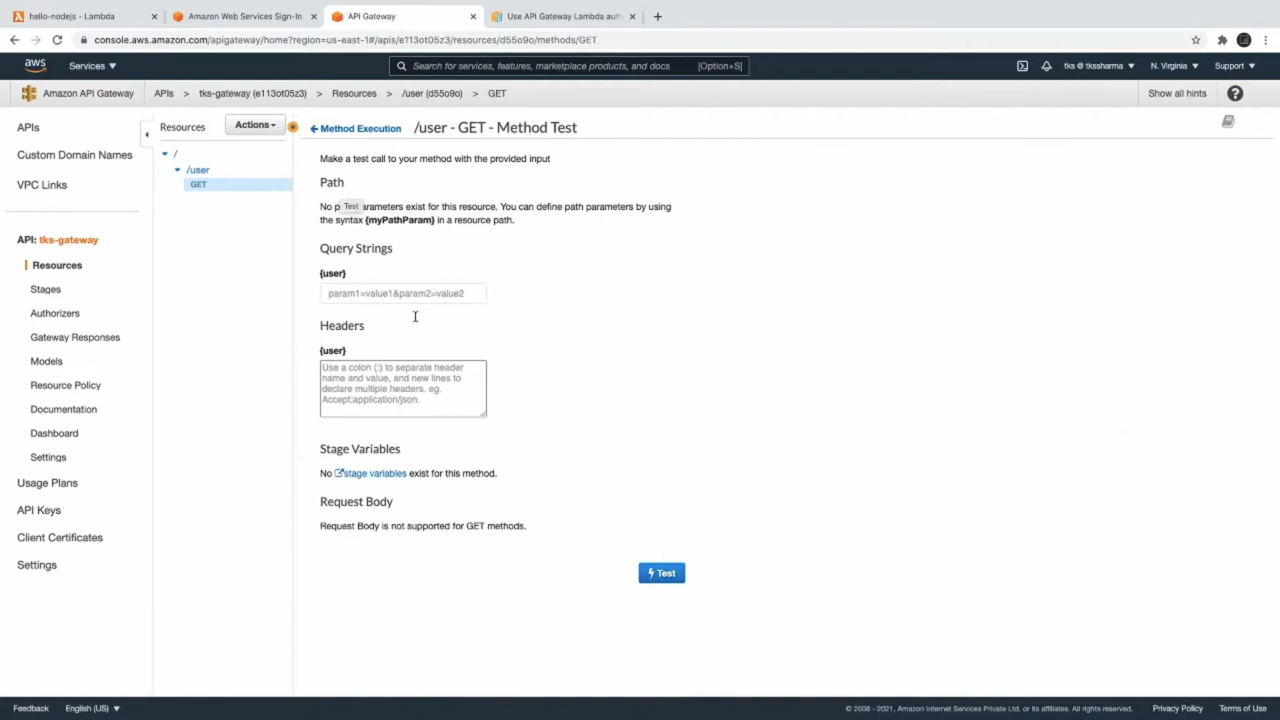 hello-nodejs - Lambda
Amazon Web Services Sign-In
API Gateway
Use API Gateway Lambda auth
console.aws.amazon.com/apigateway/home?region=us-east-1#/apis/e113ot05z3/resources/d55o9o/methods/GET
aws
Services
Search for services, features, marketplace products, and docs
[Option+S]
tks @ tkssharma
N. Virginia
Support
Amazon API Gateway
APIs > tks-gateway (e113ot05z3) > Resources > /user (d55o9o) > GET
Show all hints
APIs
Custom Domain Names
VPC Links
API: tks-gateway
Resources
Stages
Authorizers
Gateway Responses
Models
Resource Policy
Documentation
Dashboard
Settings
Usage Plans
API Keys
Client Certificates
Settings
Resources
Actions
/
/user
GET
Method Execution
/user - GET - Method Test
Make a test call to your method with the provided input
Path
No p Test arameters exist for this resource. You can define path parameters by using
the syntax {myPathParam} in a resource path.
Query Strings
{user}
param1=value1&param2=value2
Headers
{user}
Use a colon (:) to separate header
name and value, and new lines to
declare multiple headers. eg.
Accept:application/json.
Stage Variables
No stage variables exist for this method.
Request Body
Request Body is not supported for GET methods.
Test
Feedback
English (US)
© 2008 - 2021, Amazon Internet Services Private Ltd. or its affiliates. All rights reserved.
Privacy Policy
Terms of Use